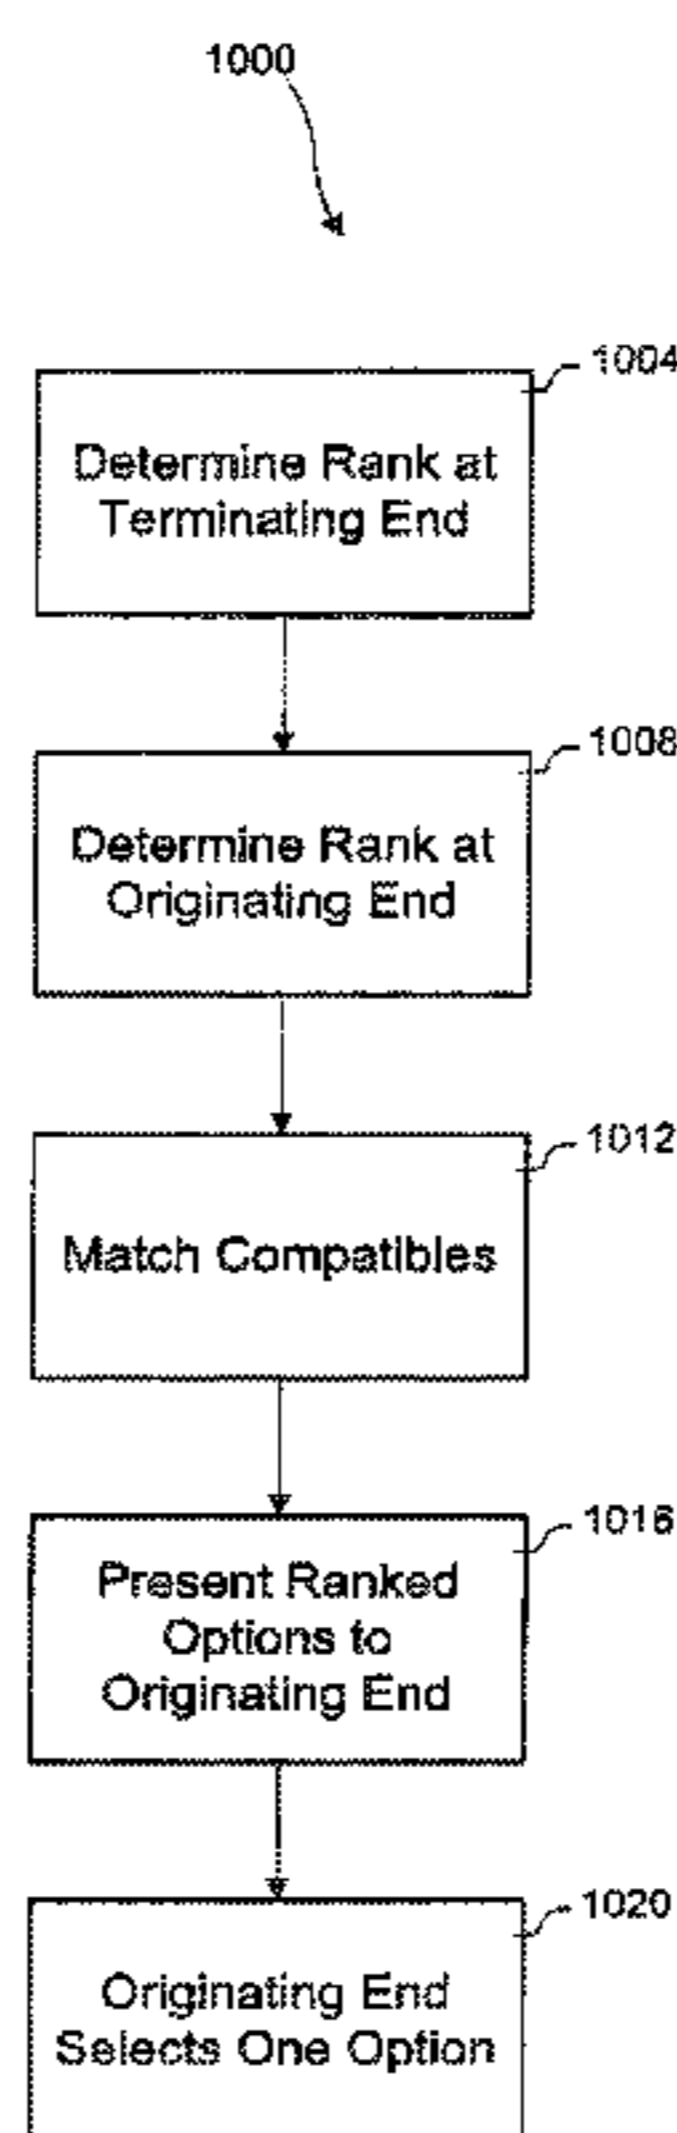 1000
1004
Determine Rank at
Terminating End
1008
Determine Rank at
Originating End
1012
Match Compatibles
1016
Present Ranked
Options to
Originating End
1020
Originating End
Selects One Option